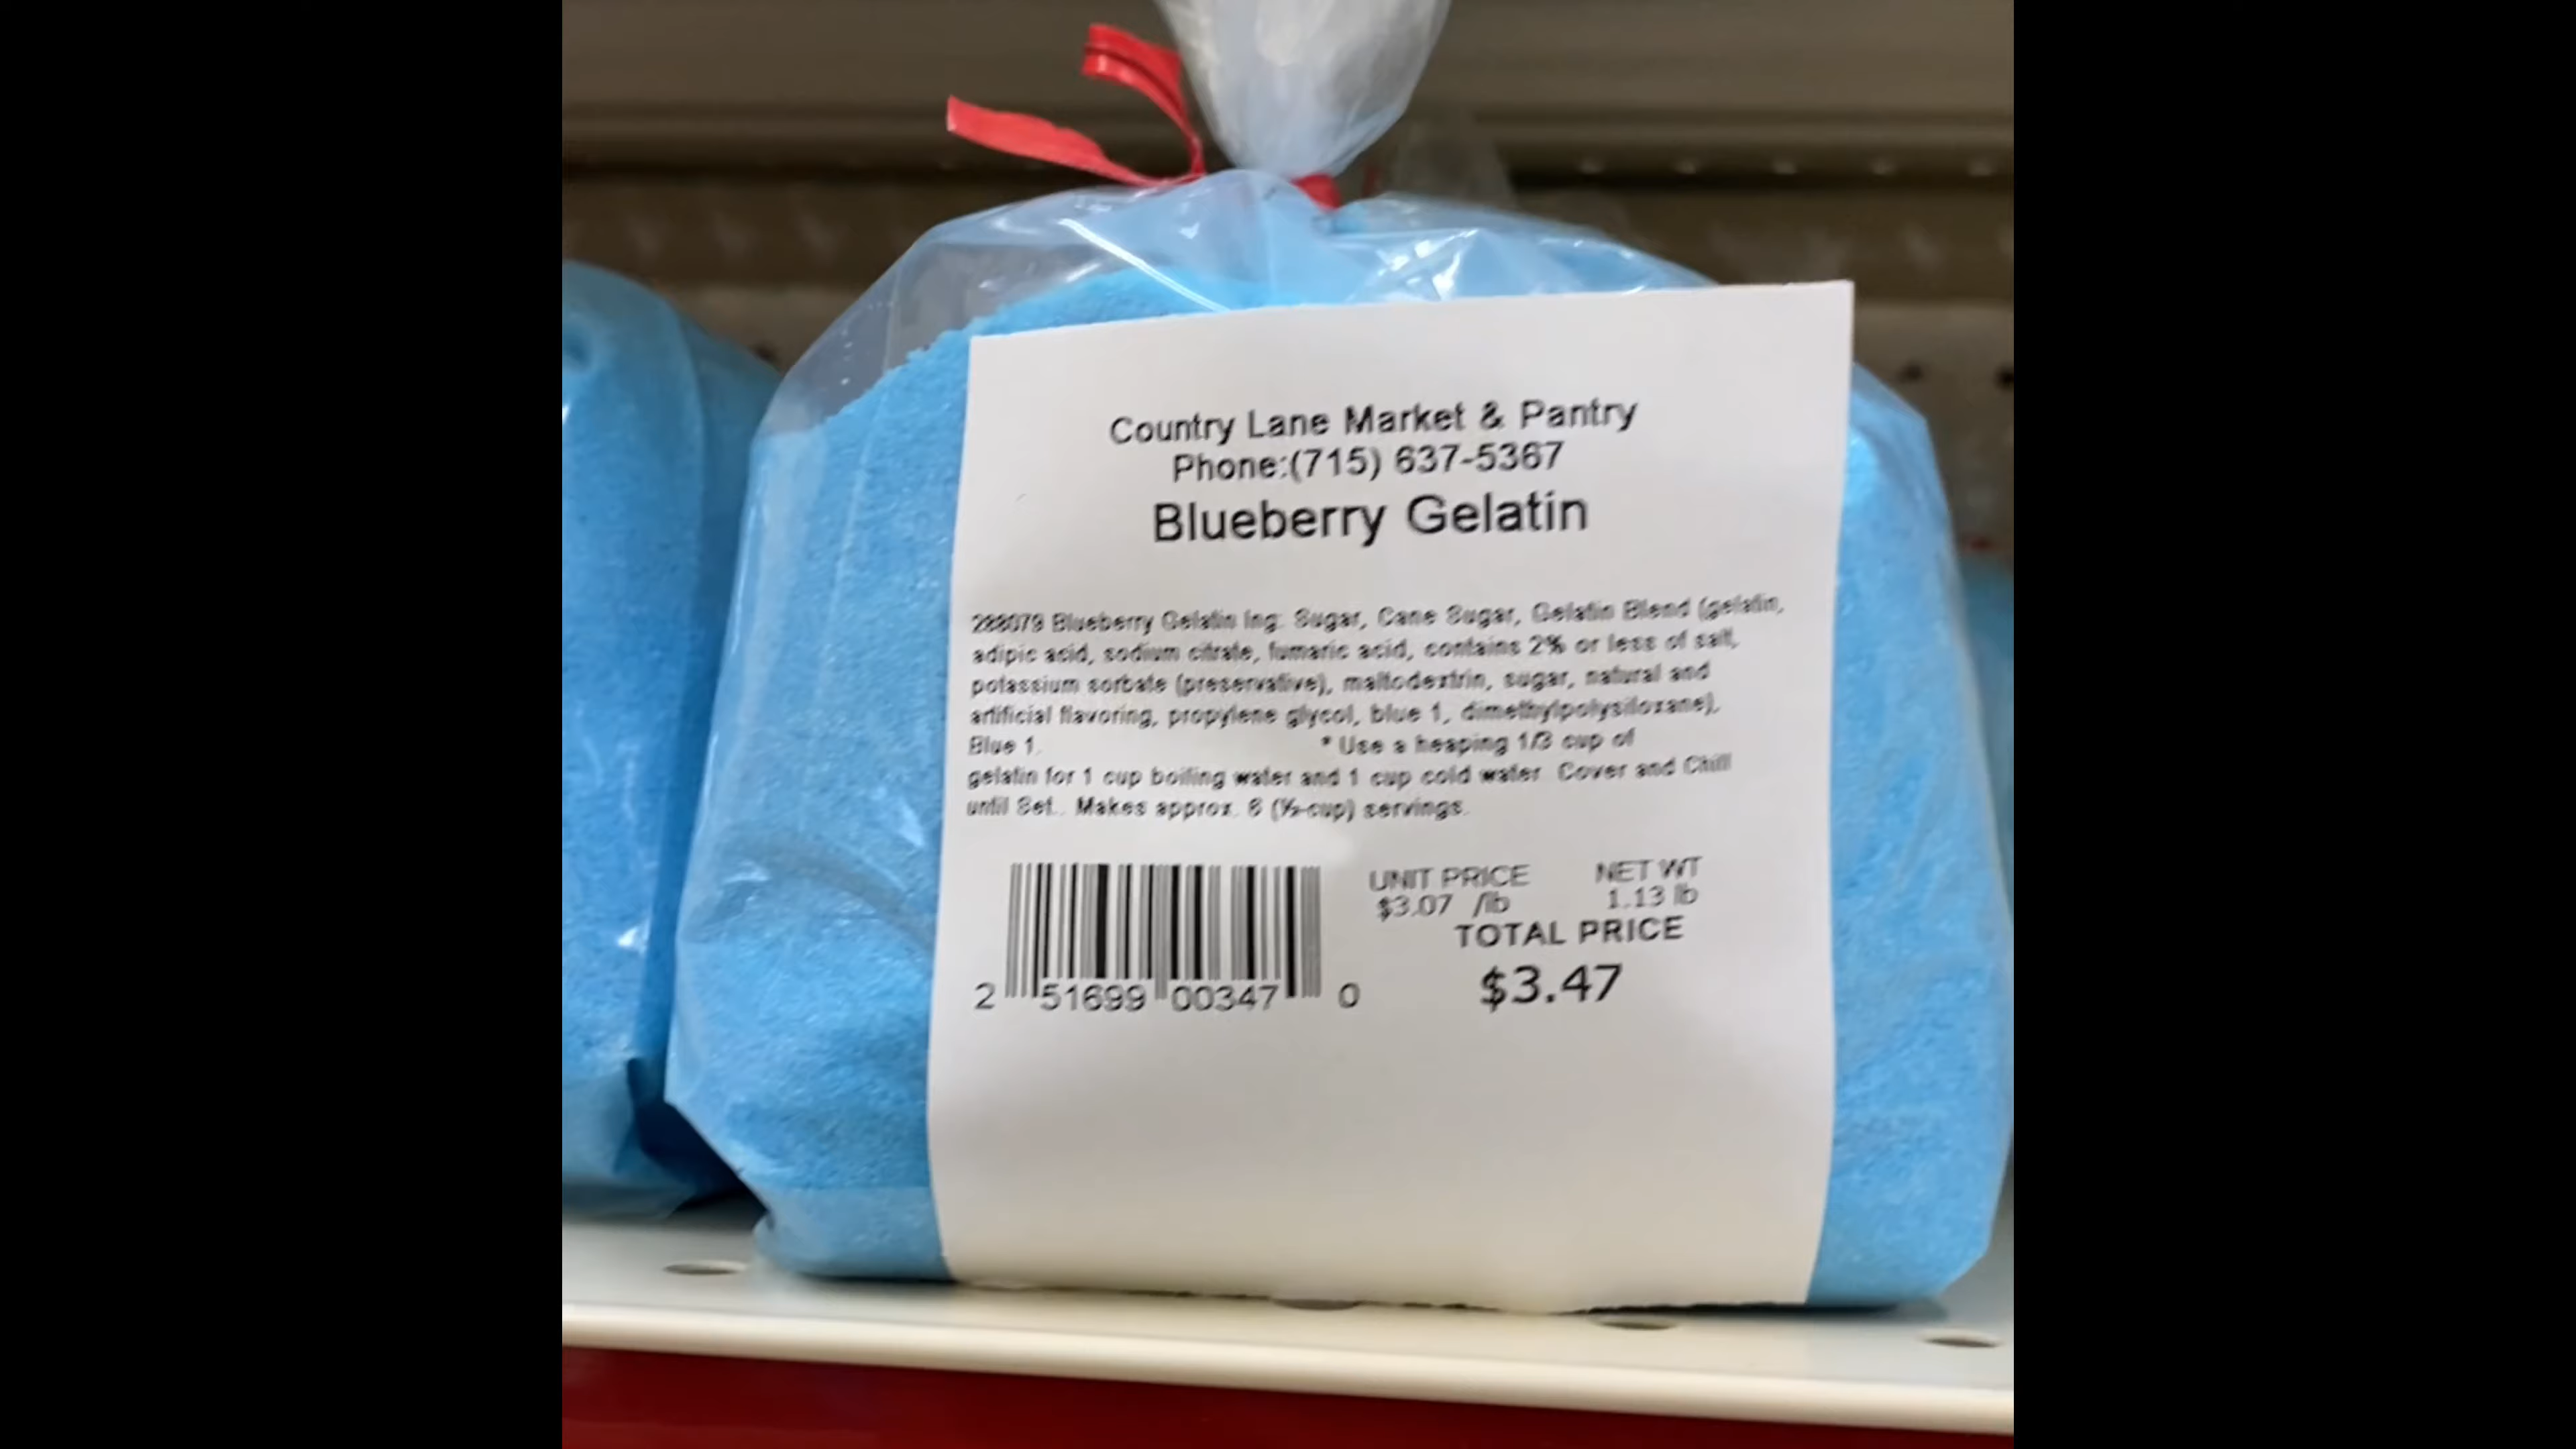 Country Lane Market & Pantry
Phone:(715) 637-5367
Blueberry Gelatin
288079 Blueberry Gelatin Ing: Sugar, Cane Sugar, Gelatin Blend (gelatin,
adipic acid, sodium citrate, fumaric acid, contains 2% or less of salt,
potassium sorbate (preservative), maltodextrin, sugar, natural and
artificial flavoring, propylene glycol, blue 1, dimethylpolysiloxane),
Blue 1. * Use a heaping 1/3 cup of
gelatin for 1 cup boiling water and 1 cup cold water. Cover and Chill
until Set.. Makes approx. (½-cup) servings.
UNIT PRICE NET WT
$3.07 /lb 1.13 lb
TOTAL PRICE
$3.47
2 51699 00347 0